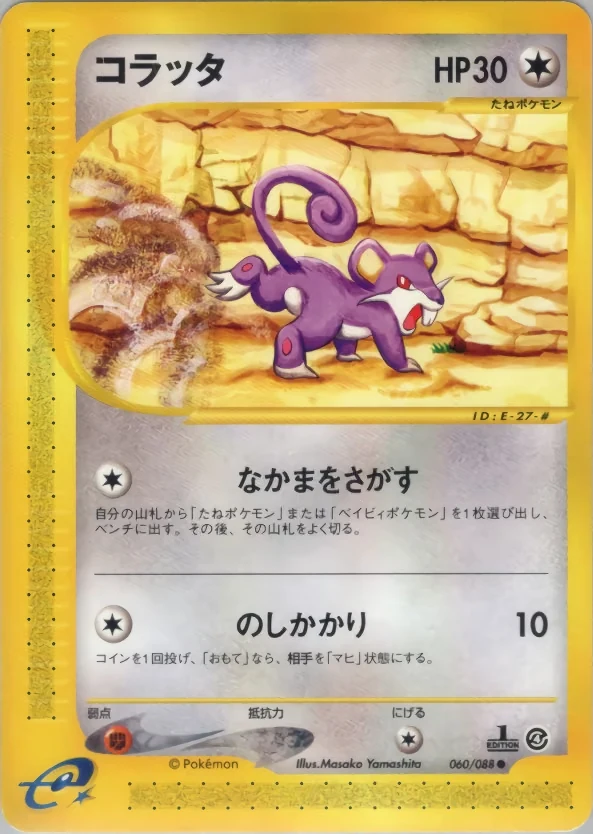 コラッタ HP30
たねポケモン
ID:E-27-#
なかまをさがす
自分の山札から「たねポケモン」または「ベイビィポケモン」を1枚選び出し、
ベンチに出す。その後、その山札をよく切る。
のしかかり 10
コインを1回投げ、「おもて」なら、相手を「マヒ」状態にする。
弱点 抵抗力 にげる
闘
1
EDITION
© Pokémon Illus.Masako Yamashita 060/088 ●
e